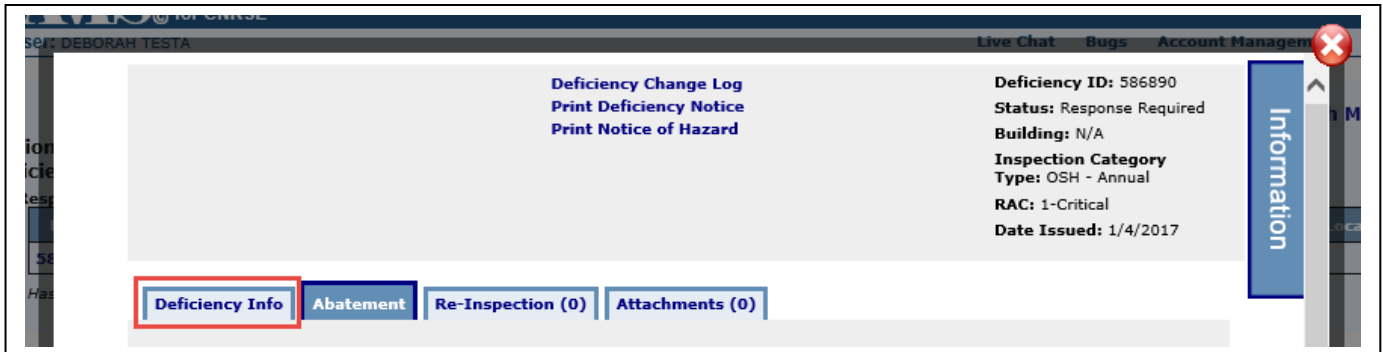 for CNRSE
DEBORAH TESTA
Live Chat Bugs Account
Deficiency Change Log
Print Deficiency Notice
Print Notice of Hazard
Deficiency ID: 586890
Status: Response Required
Building: N/A
Inspection Category
Type: OSH - Annual
RAC: 1-Critical
Date Issued: 1/4/2017
Information
Deficiency Info
Abatement
Re-Inspection (0)
Attachments (0)